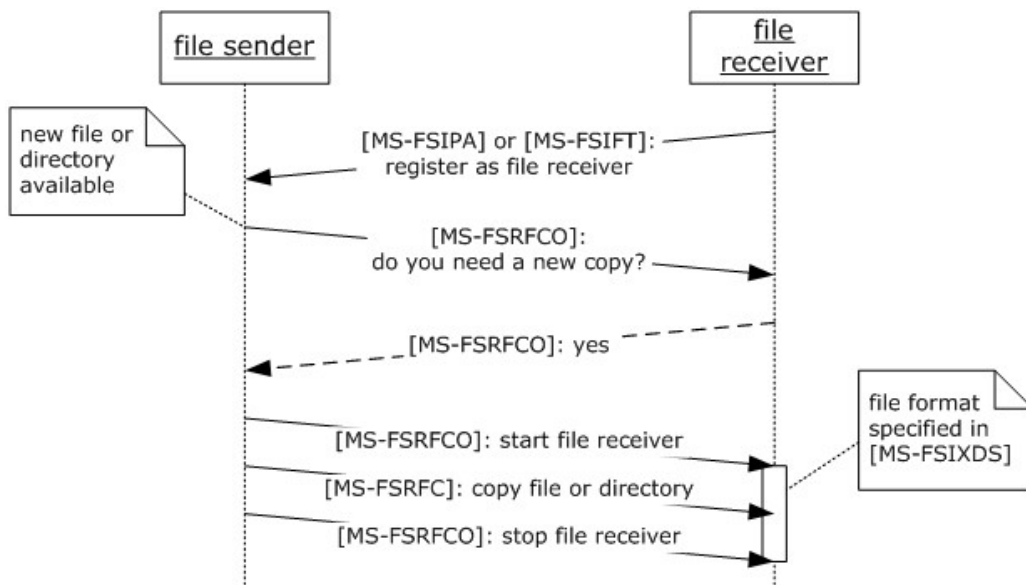 file sender
file
receiver
new file or
directory
available
[MS-FSIPA] or [MS-FSIFT]:
register as file receiver
[MS-FSRFCO]:
do you need a new copy?
[MS-FSRFCO]: yes
file format
specified in
[MS-FSIXDS]
[MS-FSRFCO]: start file receiver
[MS-FSRFC]: copy file or directory
[MS-FSRFCO]: stop file receiver